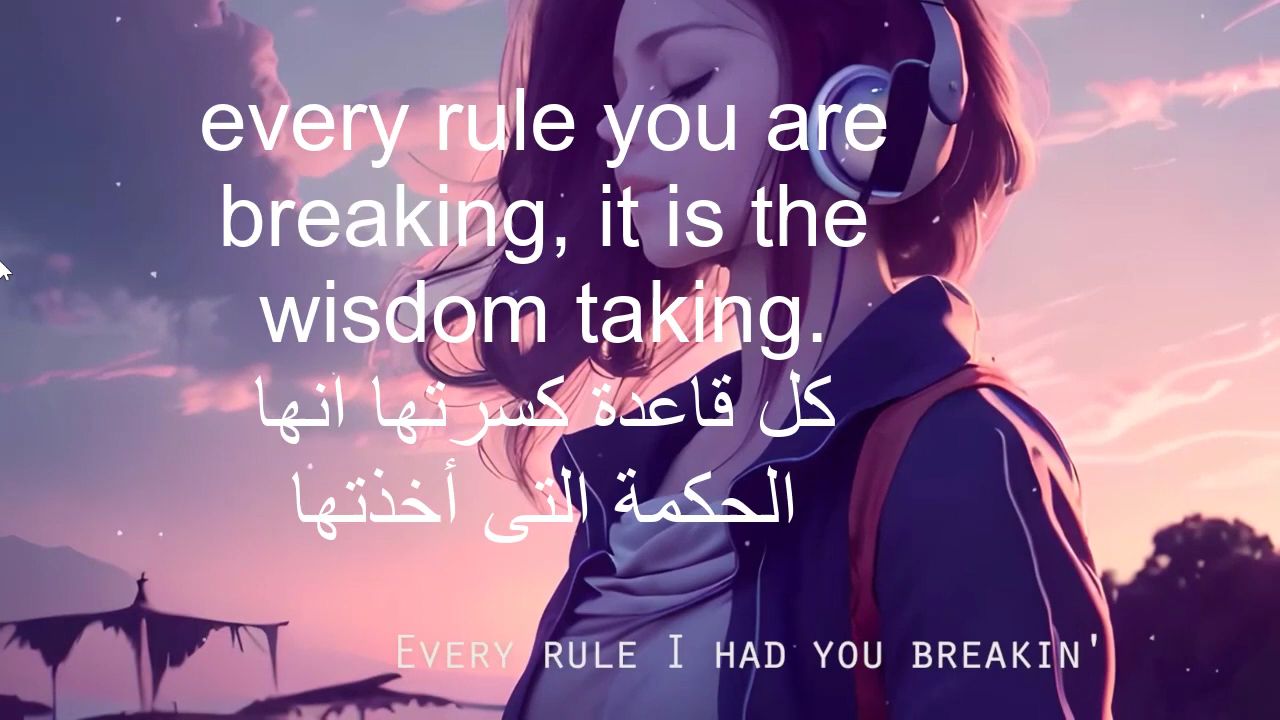 every rule you are
breaking, it is the
wisdom taking.
كل قاعدة كسرتها انها
الحكمة التى أخذتها
EVERY RULE I HAD YOU BREAKIN'